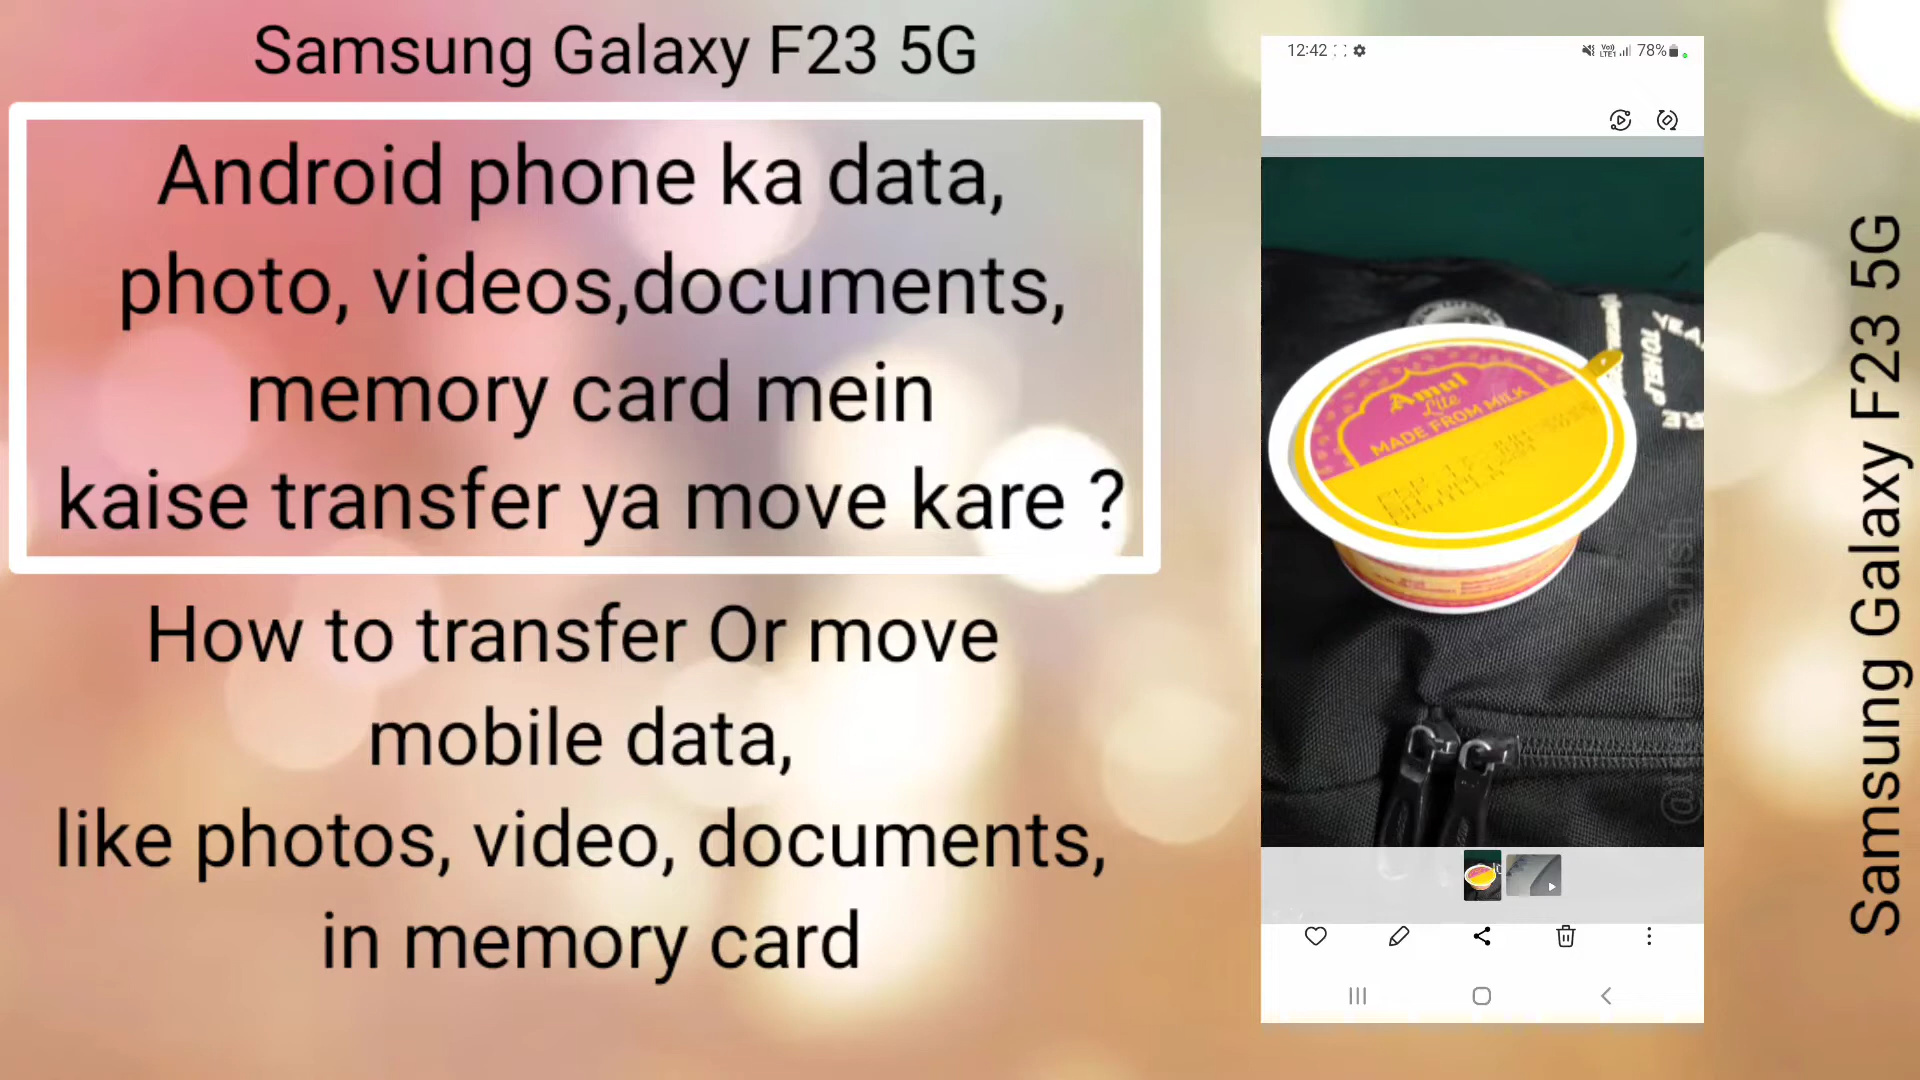 Samsung Galaxy F23 5G
Android phone ka data,
photo, videos,documents,
memory card mein
kaise transfer ya move kare ?
How to transfer Or move
mobile data,
like photos, video, documents,
in memory card
12:42
78%
Amul
Lite
MADE FROM MILK
TO HELP
Samsung Galaxy F23 5G